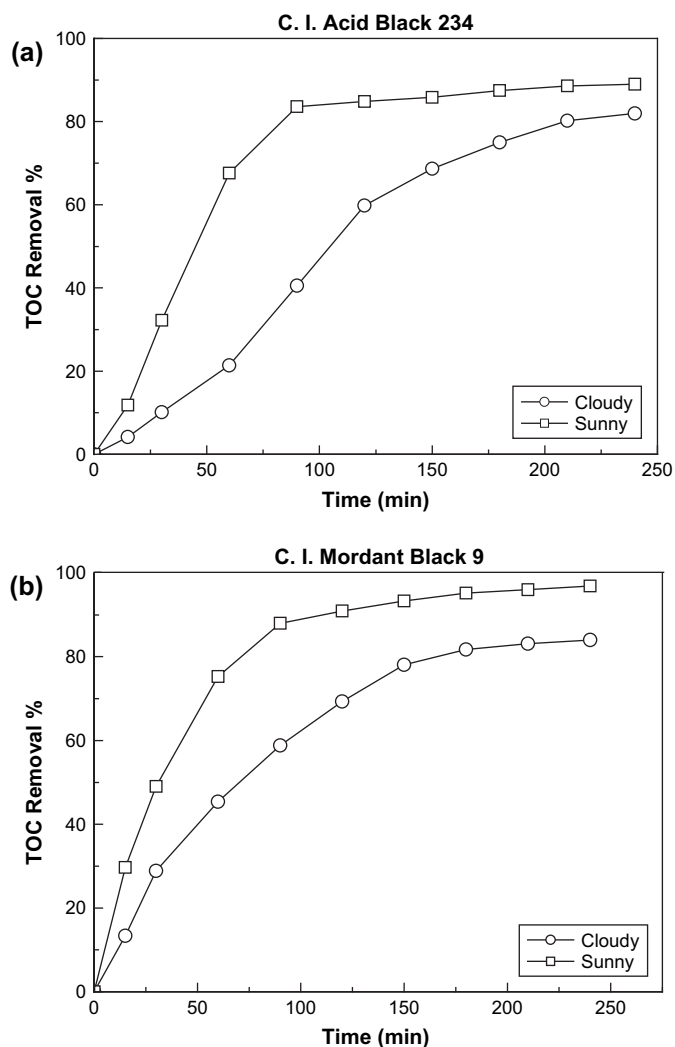 C. I. Acid Black 234
(a)
100
80
60
40
20
0
TOC Removal %
0 50 100 150 200 250
Time (min)
Cloudy
Sunny
C. I. Mordant Black 9
(b)
100
80
60
40
20
0
TOC Removal %
0 50 100 150 200 250
Time (min)
Cloudy
Sunny